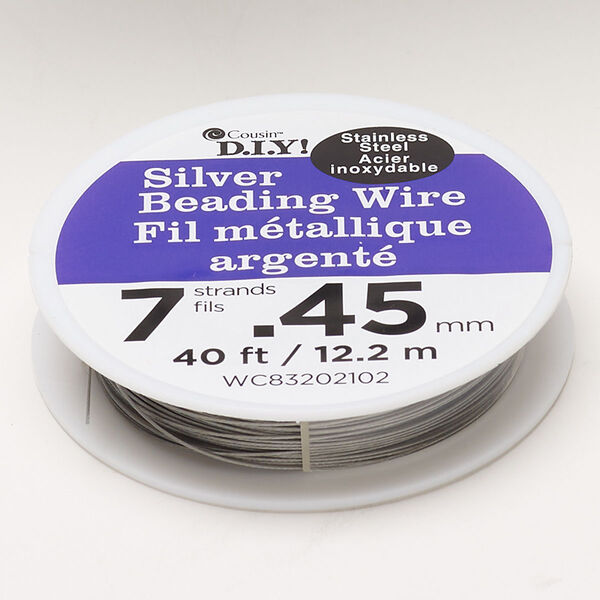 Cousin™
D.I.Y!
Stainless
Steel
Acier
inoxydable
Silver
Beading Wire
Fil métallique
argenté
7 strands
fils
.45 mm
40 ft / 12.2 m
WC83202102